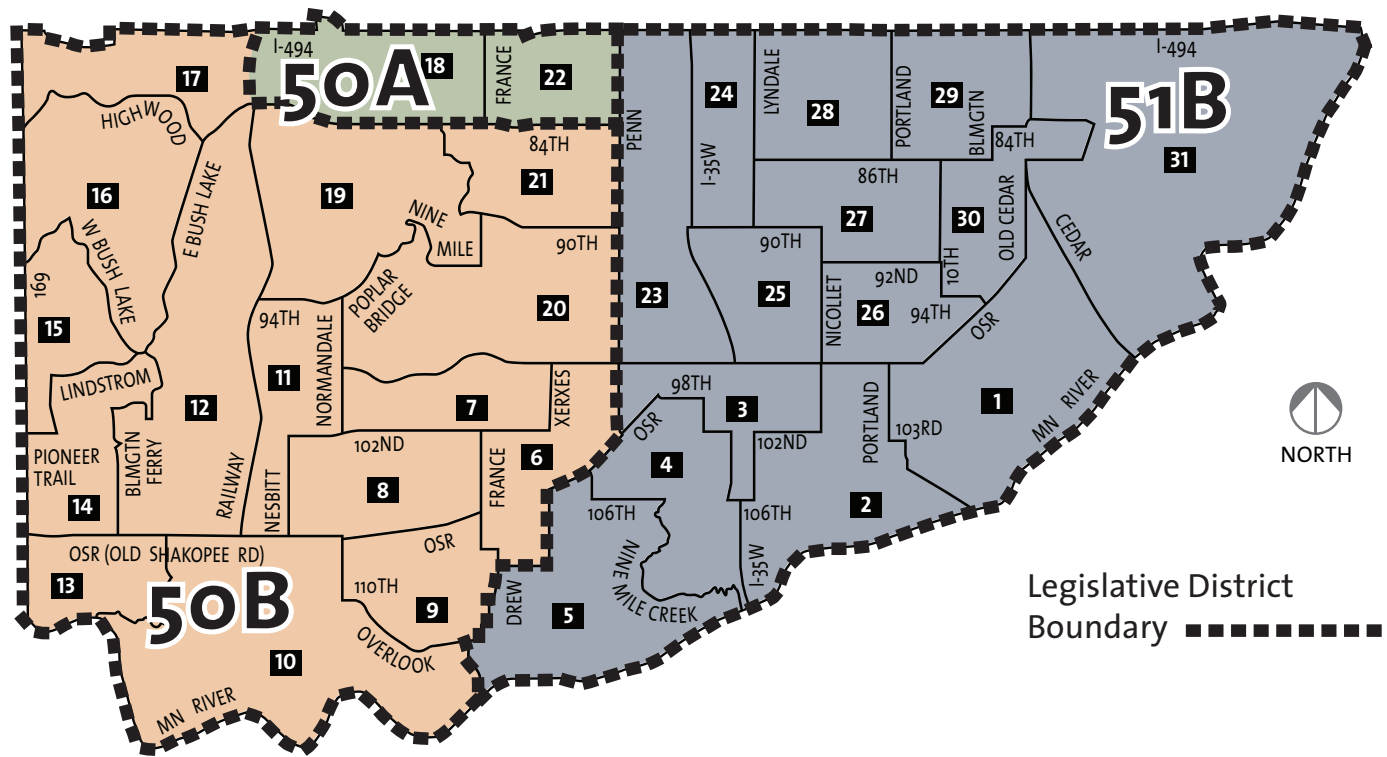 I-494
I-494
50A
18
FRANCE
22
17
HIGHWOOD
PENN
24
I-35W
LYNDALE
28
PORTLAND
29
BLMGTN
84TH
51B
31
84TH
21
86TH
16
E BUSH LAKE
19
NINE
MILE
27
30
OLD CEDAR
CEDAR
W BUSH LAKE
90TH
90TH
10TH
169
15
POPLAR
BRIDGE
20
23
25
92ND
NICOLLET
26
94TH
OSR
94TH
NORMANDALE
11
LINDSTROM
12
7
XERXES
98TH
3
OSR
PORTLAND
1
MN RIVER
102ND
102ND
103RD
NORTH
PIONEER
TRAIL
14
BLMGTN
FERRY
RAILWAY
NESBITT
8
FRANCE
6
4
2
106TH
106TH
OSR
OSR (OLD SHAKOPEE RD)
13
50B
110TH
9
OVERLOOK
DREW
5
NINE MILE CREEK
I-35W
10
MN RIVER
Legislative District
Boundary